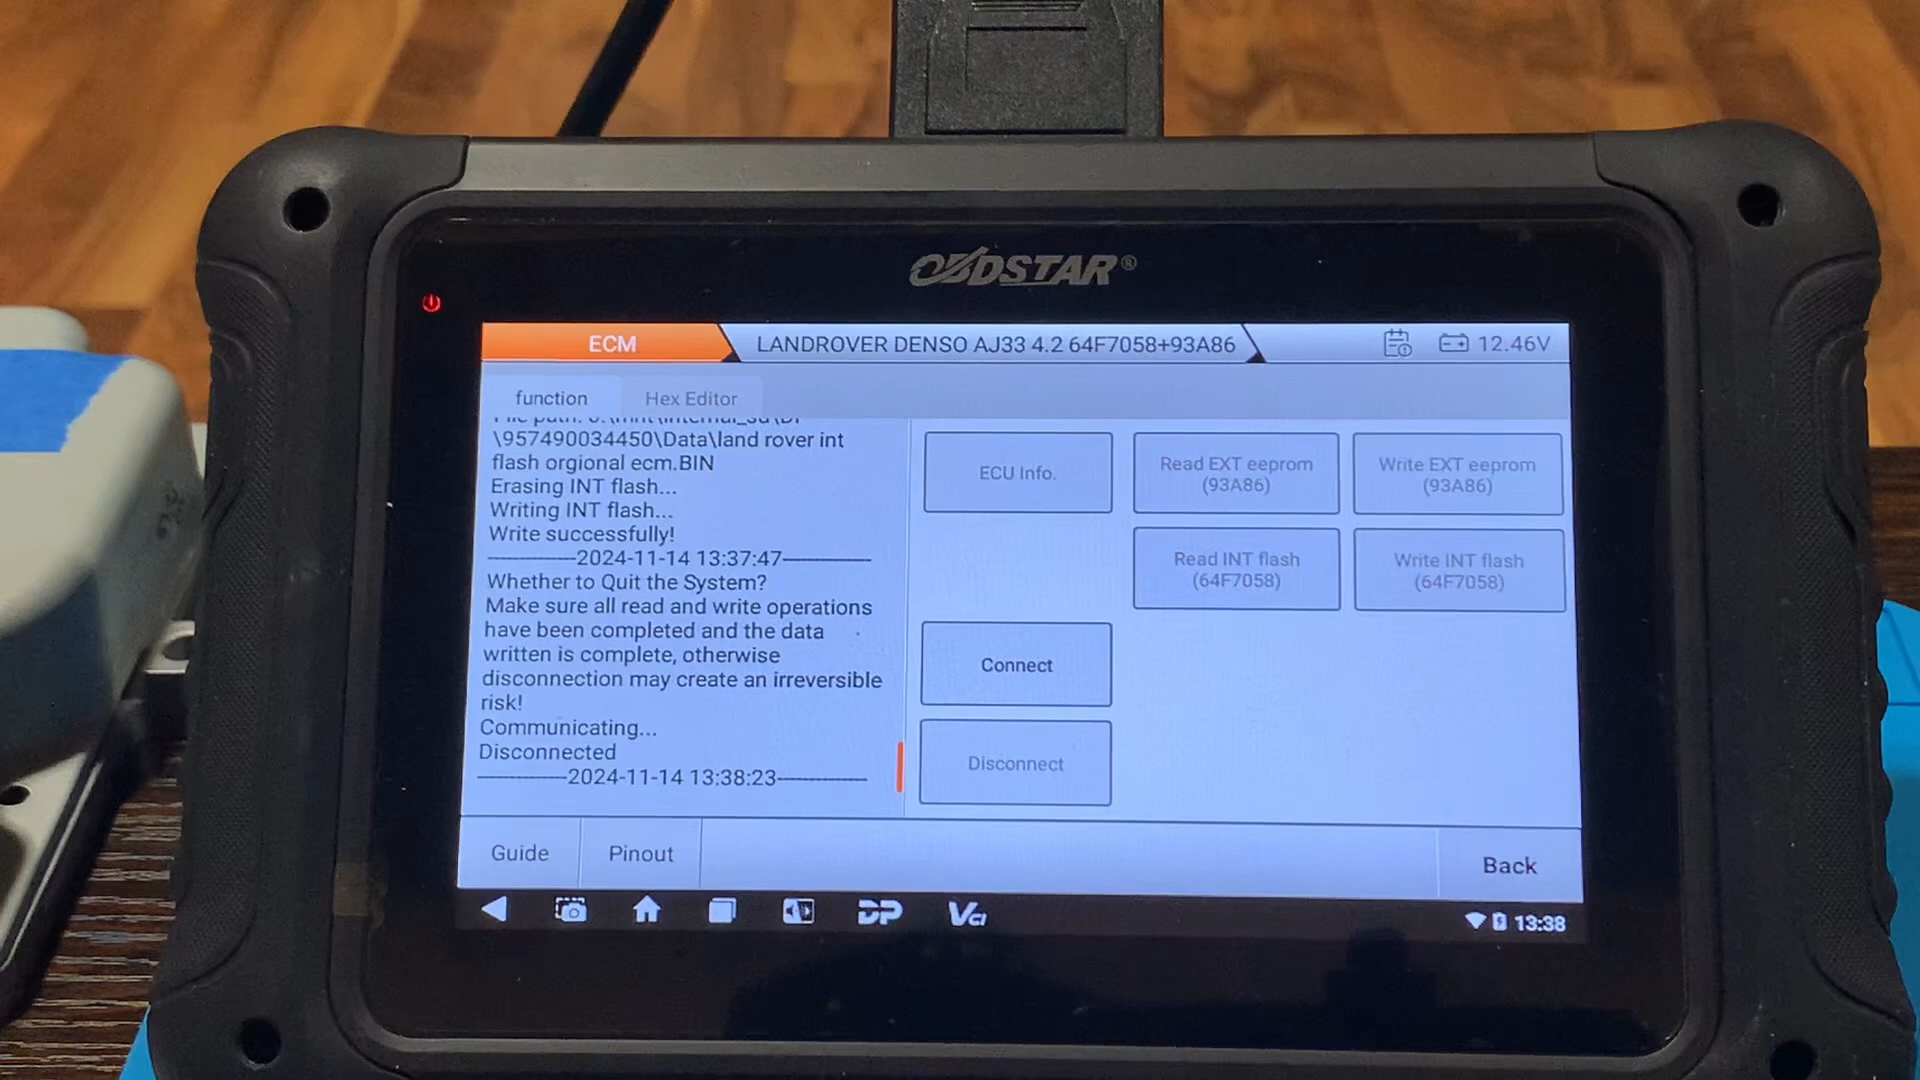 OBDSTAR®
ECM
LANDROVER DENSO AJ33 4.2 64F7058+93A86
12.46V
function
Hex Editor
\957490034450\Data\land rover int
flash orgional ecm.BIN
Erasing INT flash...
Writing INT flash...
Write successfully!
---------------2024-11-14 13:37:47---------------
Whether to Quit the System?
Make sure all read and write operations
have been completed and the data
written is complete, otherwise
disconnection may create an irreversible
risk!
Communicating...
Disconnected
---------------2024-11-14 13:38:23---------------
ECU Info.
Read EXT eeprom
(93A86)
Write EXT eeprom
(93A86)
Read INT flash
(64F7058)
Write INT flash
(64F7058)
Connect
Disconnect
Guide
Pinout
Back
DP
VCI
13:38